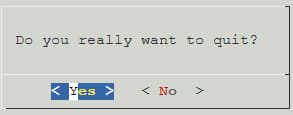 Do you really want to quit?
< Yes > < No >